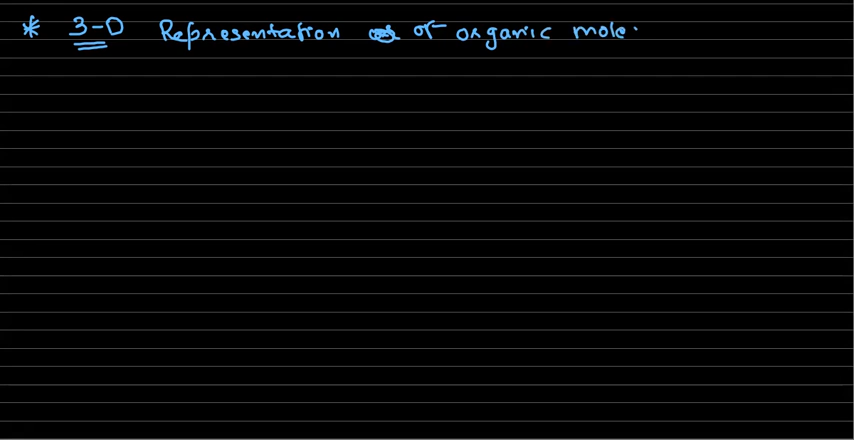 * 3-D Representation of organic mole.